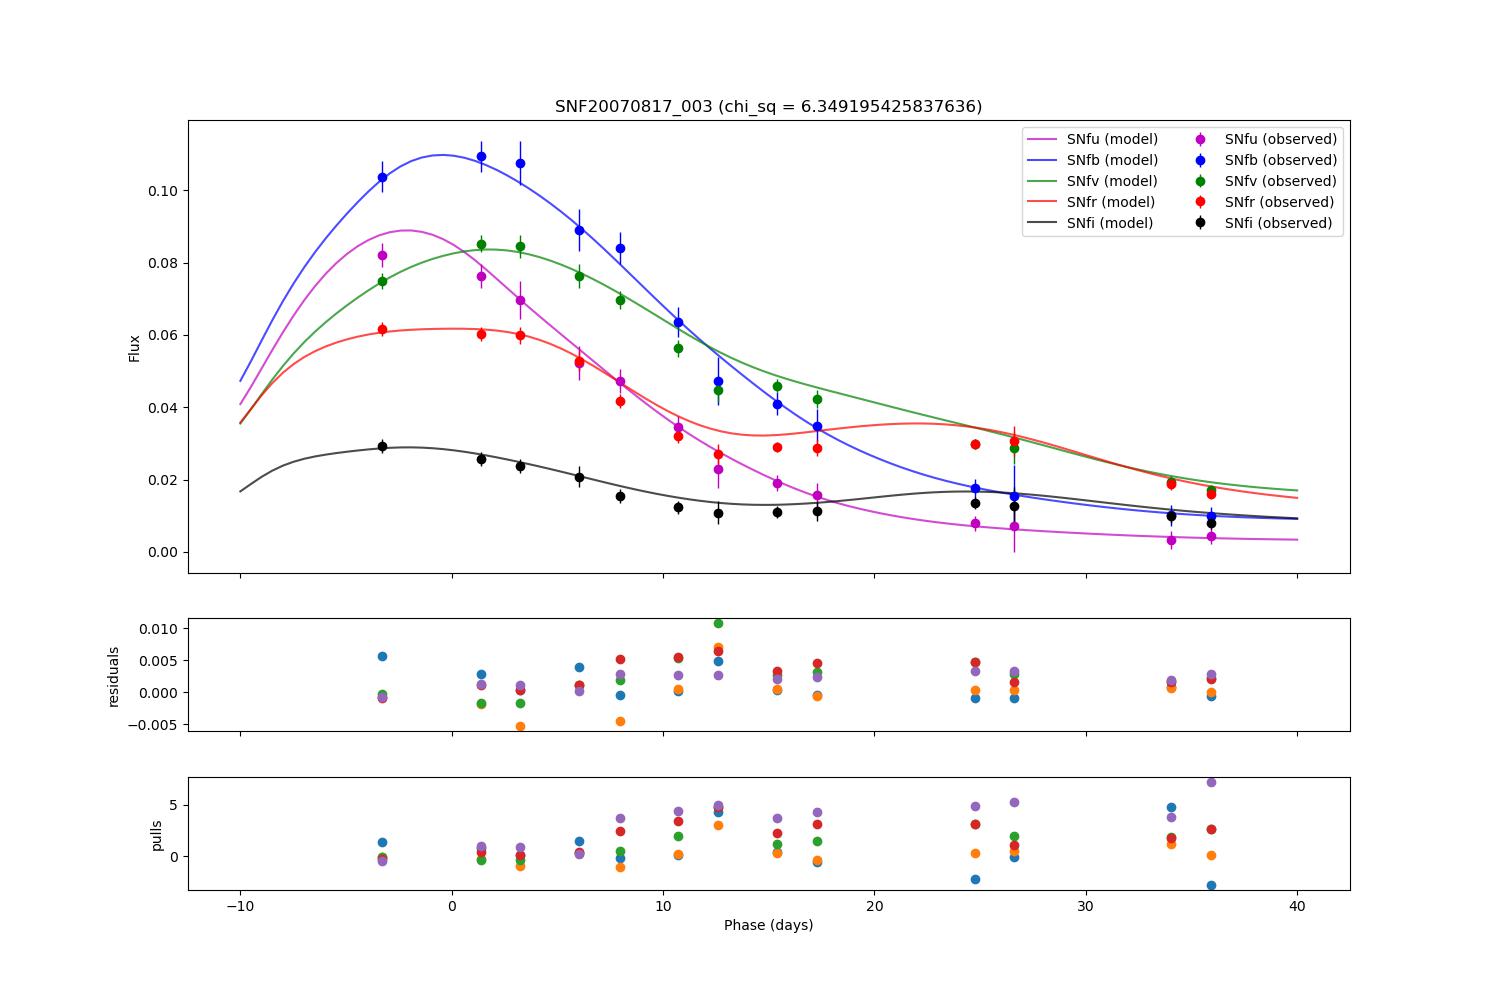 SNF20070817_003 (chi_sq = 6.349195425837636)
SNfu (model) SNfu (observed)
SNfb (model) SNfb (observed)
SNfv (model) SNfv (observed)
SNfr (model) SNfr (observed)
SNfi (model) SNfi (observed)
Flux
0.10
0.08
0.06
0.04
0.02
0.00
residuals
0.010
0.005
0.000
−0.005
pulls
5
0
−10 0 10 20 30 40
Phase (days)